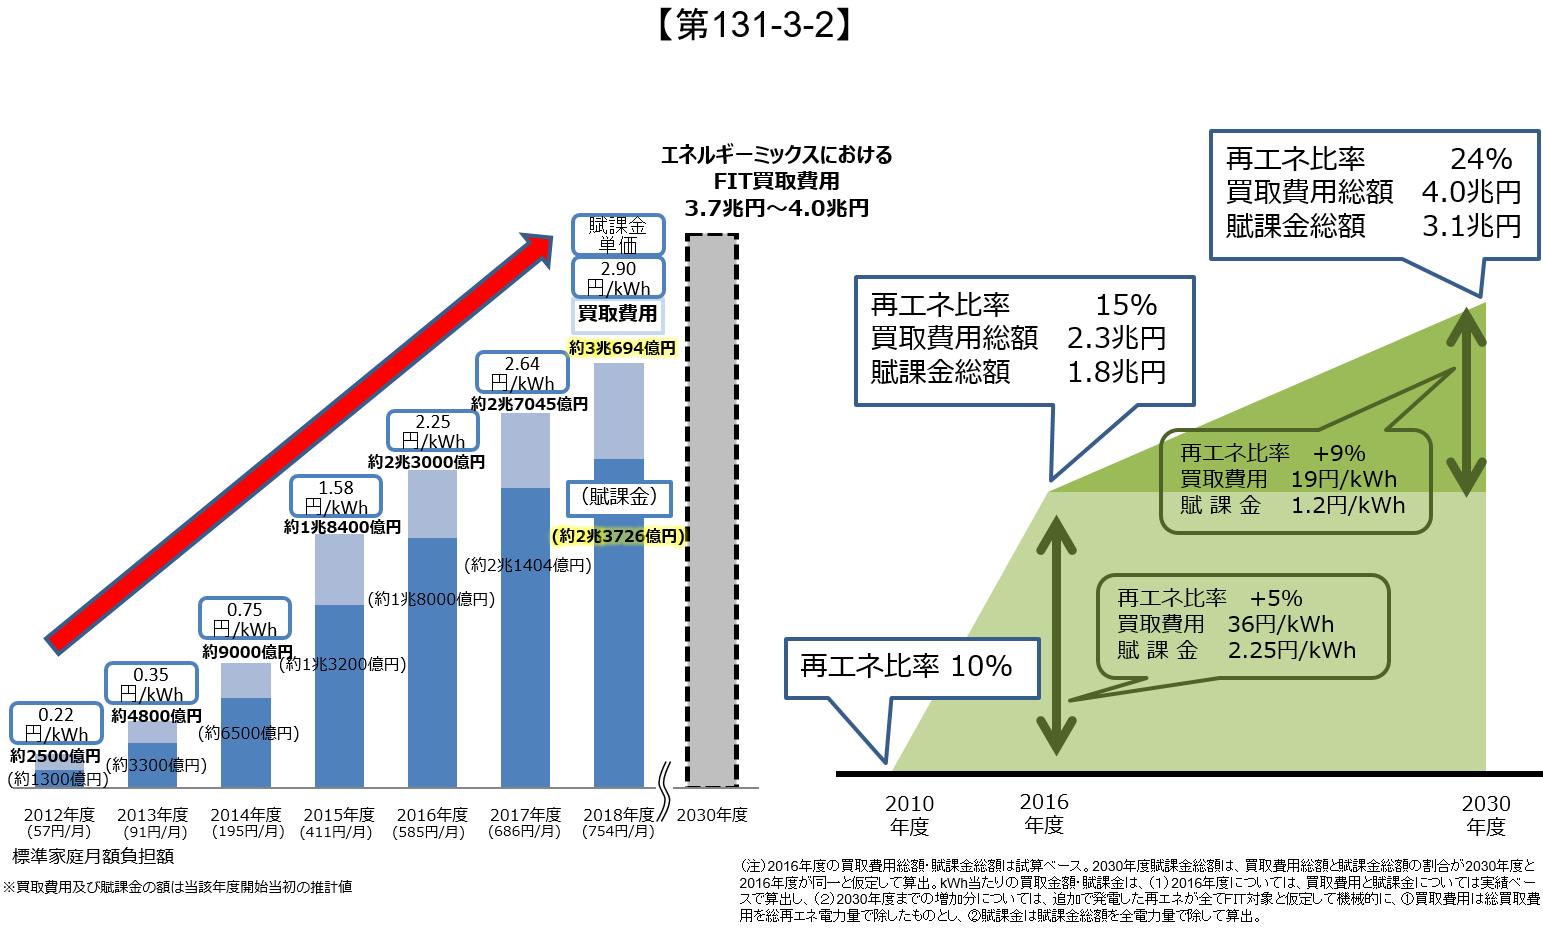 【第131-3-2】
エネルギーミックスにおける
FIT買取費用
3.7兆円～4.0兆円
賦課金
単価
2.90
円/kWh
買取費用
約3兆694億円
2.64
円/kWh
約2兆7045億円
2.25
円/kWh
約2兆3000億円
1.58
円/kWh
約1兆8400億円
0.75
円/kWh
約9000億円
0.35
円/kWh
約4800億円
0.22
円/kWh
約2500億円
（賦課金）
(約2兆3726億円)
(約2兆1404億円)
(約1兆8000億円)
(約1兆3200億円)
(約6500億円)
(約3300億円)
(約1300億円)
2012年度 2013年度 2014年度 2015年度 2016年度 2017年度 2018年度 2030年度
(57円/月) (91円/月) (195円/月) (411円/月) (585円/月) (686円/月) (754円/月)
標準家庭月額負担額
※買取費用及び賦課金の額は当該年度開始当初の推計値
再エネ比率 24%
買取費用総額 4.0兆円
賦課金総額 3.1兆円
再エネ比率 15%
買取費用総額 2.3兆円
賦課金総額 1.8兆円
再エネ比率 +9%
買取費用 19円/kWh
賦 課 金 1.2円/kWh
再エネ比率 +5%
買取費用 36円/kWh
賦 課 金 2.25円/kWh
再エネ比率 10%
2010
年度
2016
年度
2030
年度
（注）2016年度の買取費用総額・賦課金総額は試算ベース。2030年度賦課金総額は、買取費用総額と賦課金総額の割合が2030年度と
2016年度が同一と仮定して算出。kWh当たりの買取金額・賦課金は、（１）2016年度については、買取費用と賦課金については実績ベー
スで算出し、（２）2030年度までの増加分については、追加で発電した再エネが全てFIT対象と仮定して機械的に、①買取費用は総買取費
用を総再エネ電力量で除したものとし、②賦課金は賦課金総額を全電力量で除して算出。